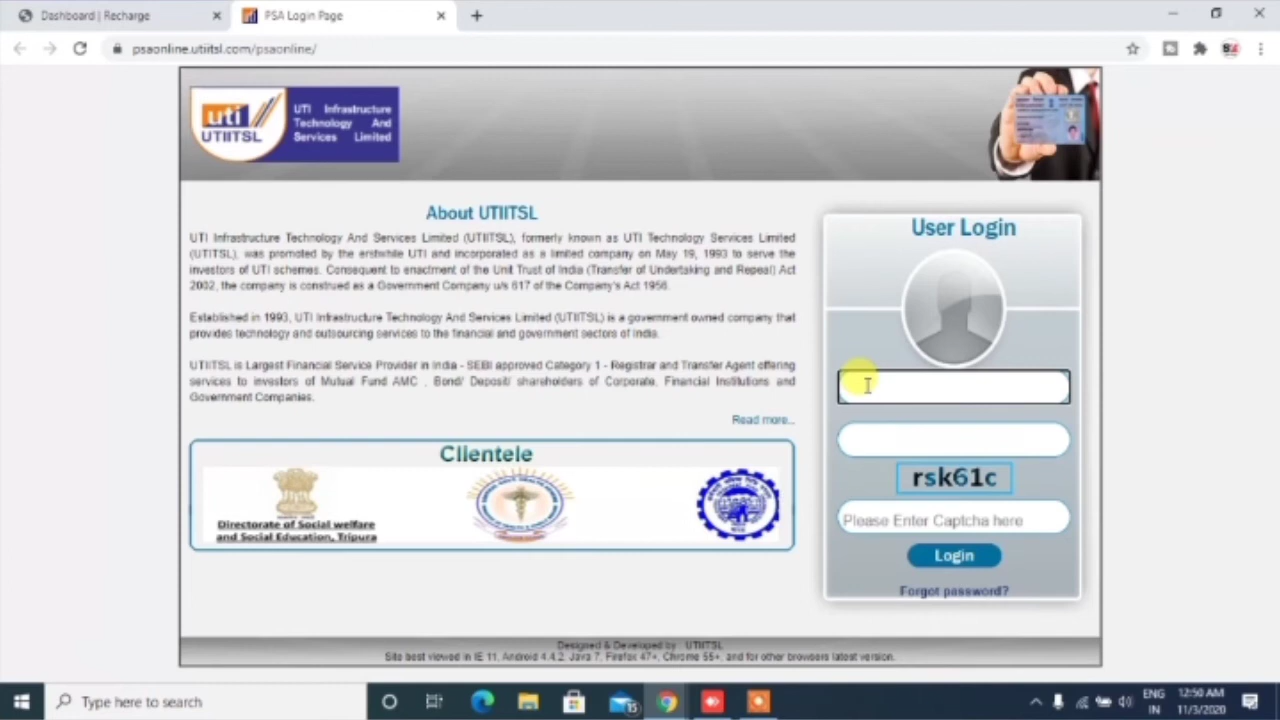 Dashboard | Recharge
PSA Login Page
psaonline.utiitsl.com/psaonline/
uti
UTIITSL
UTI Infrastructure
Technology And
Services Limited
About UTIITSL
UTI Infrastructure Technology And Services Limited (UTIITSL), formerly known as UTI Technology Services Limited
(UTITSL), was promoted by the erstwhile UTI and incorporated as a limited company on May 19, 1993 to serve the
investors of UTI schemes. Consequent to enactment of the Unit Trust of India (Transfer of Undertaking and Repeal) Act
2002, the company is construed as a Government Company u/s 617 of the Company's Act 1956.
Established in 1993, UTI Infrastructure Technology And Services Limited (UTIITSL) is a government owned company that
provides technology and outsourcing services to the financial and government sectors of India.
UTIITSL is Largest Financial Service Provider in India - SEBI approved Category 1 - Registrar and Transfer Agent offering
services to investors of Mutual Fund AMC , Bond/ Deposit/ shareholders of Corporate, Financial Institutions and
Government Companies.
Read more..
Clientele
Directorate of Social welfare
and Social Education, Tripura
User Login
rsk61c
Please Enter Captcha here
Login
Forgot password?
Designed & Developed by : UTIITSL
Site best viewed in IE 11, Android 4.4.2, Java 7, Firefox 47+, Chrome 55+, and for other browsers latest version.
Type here to search
15
ENG
IN
12:50 AM
11/3/2020